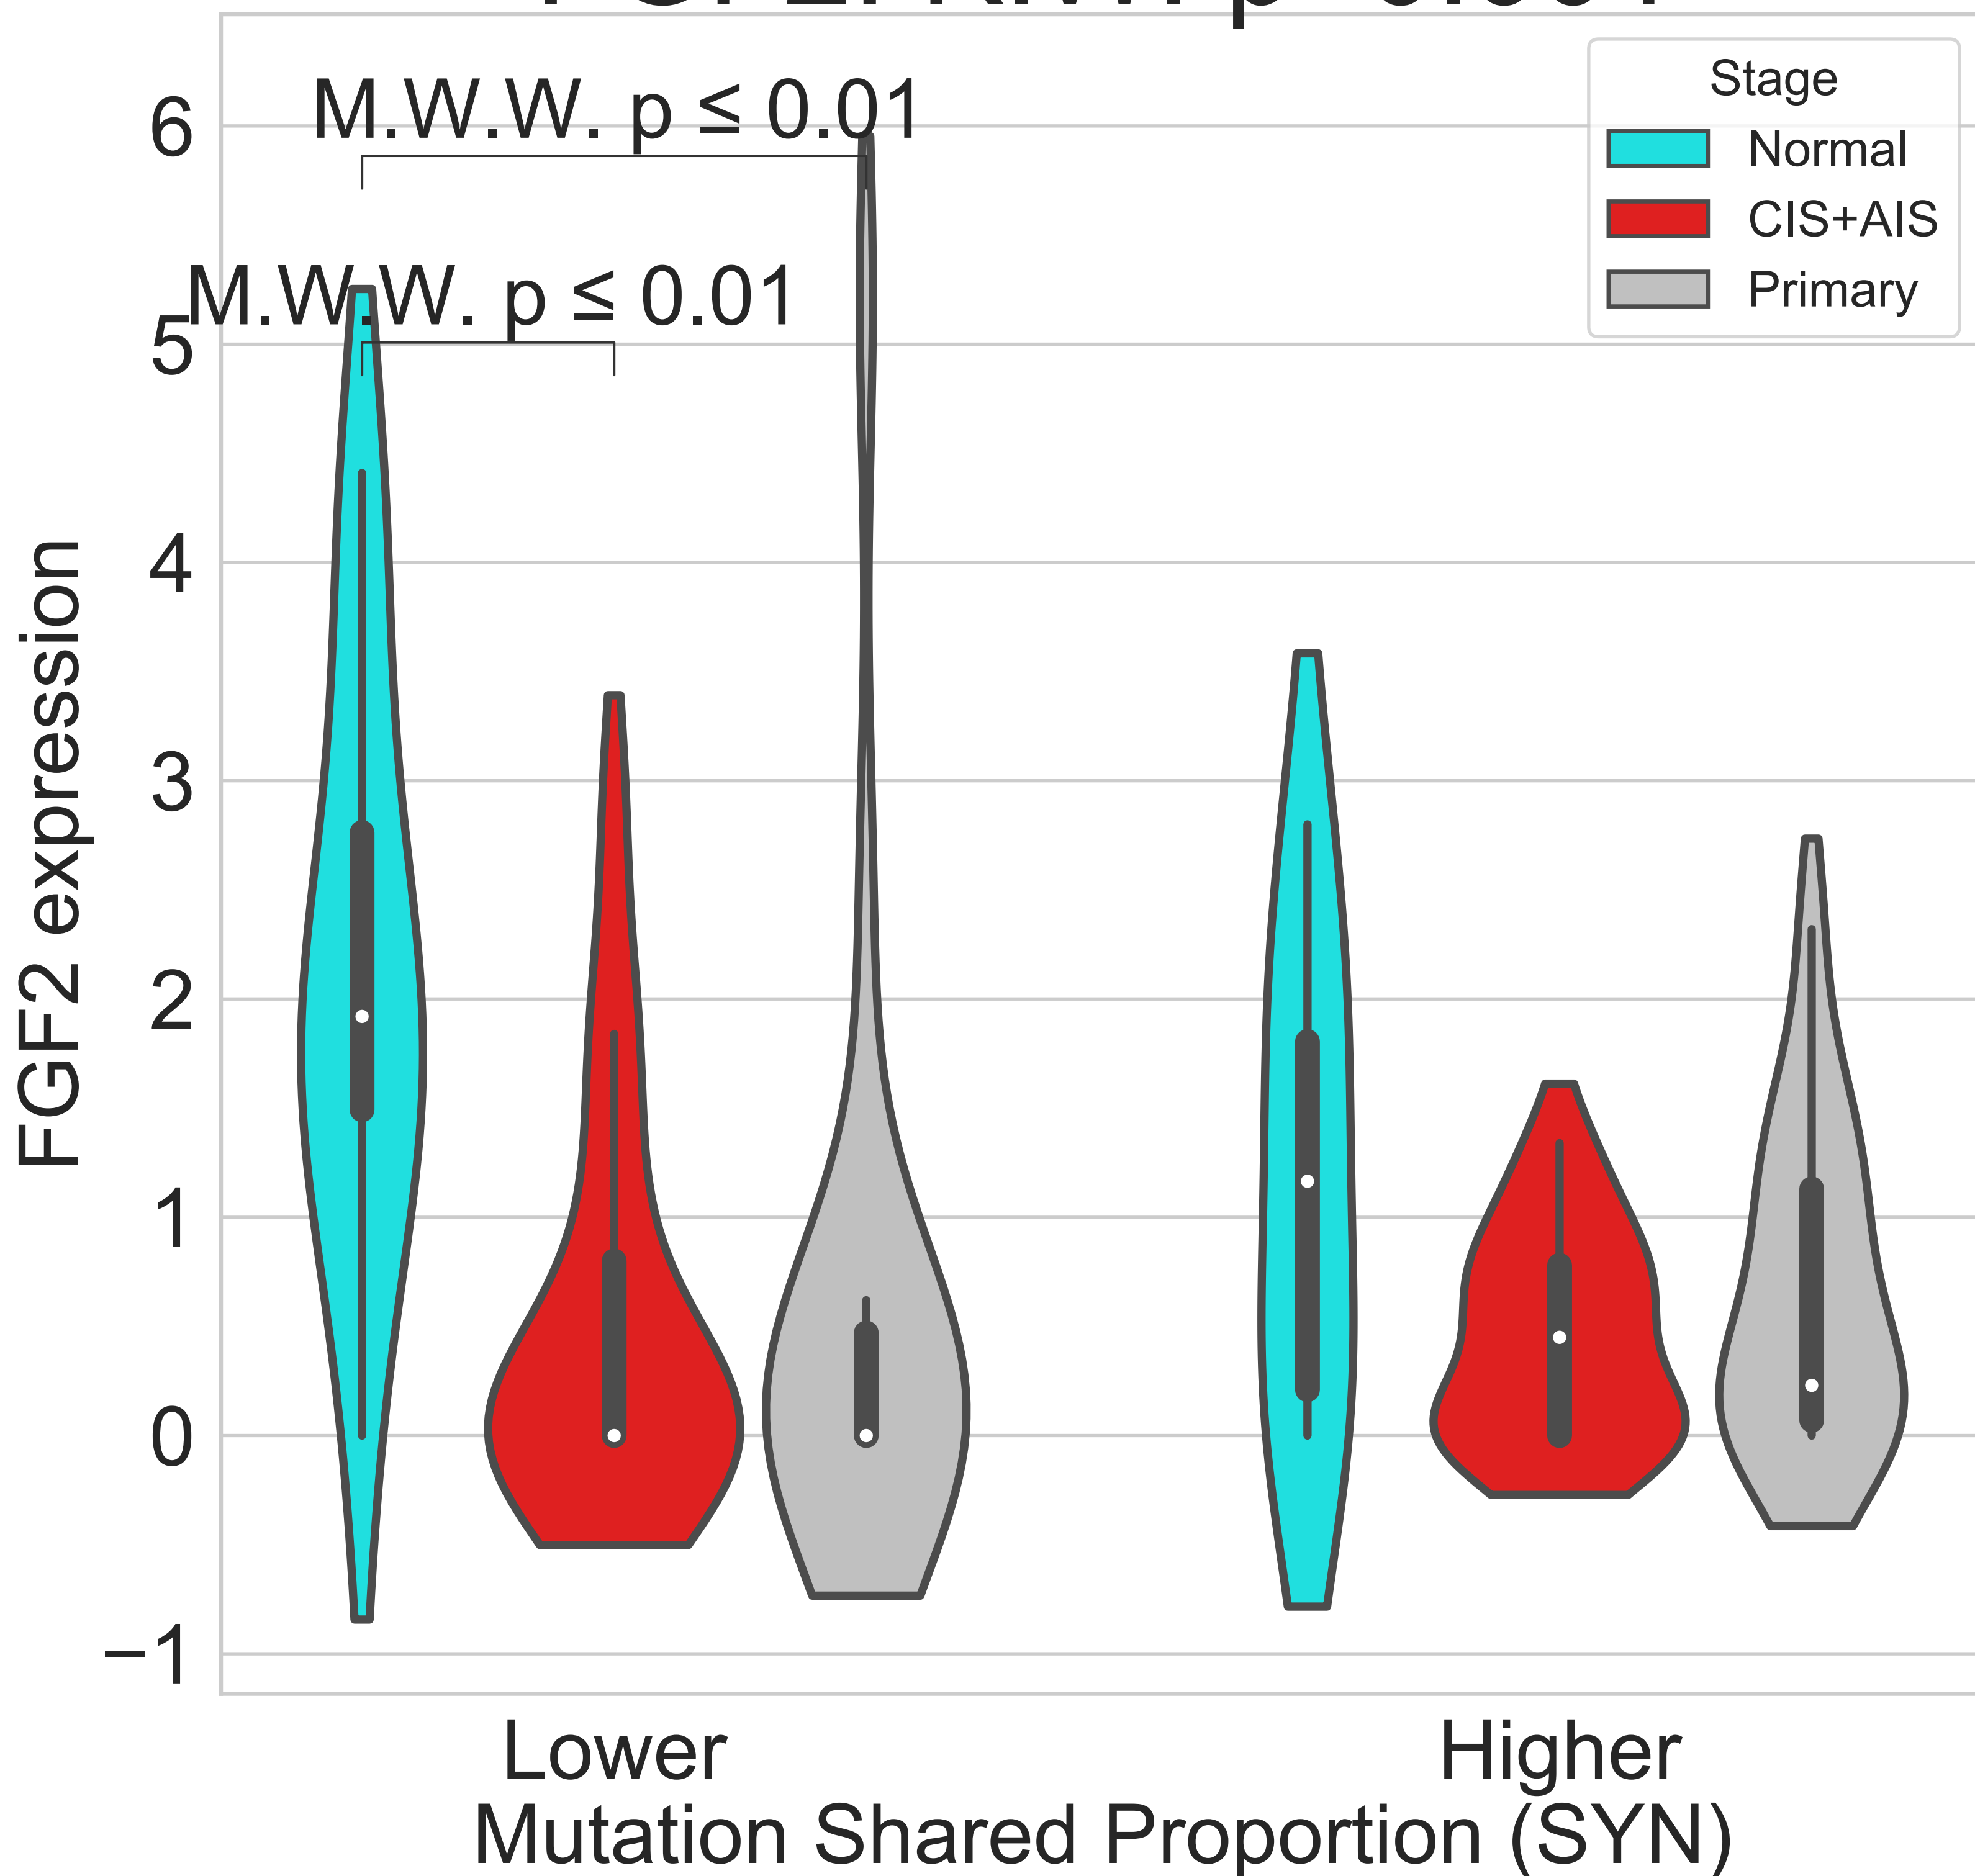 M.W.W. p ≤ 0.01
M.W.W. p ≤ 0.01
Stage
Normal
CIS+AIS
Primary
6
5
4
3
2
1
0
−1
FGF2 expression
Lower
Higher
Mutation Shared Proportion (SYN)